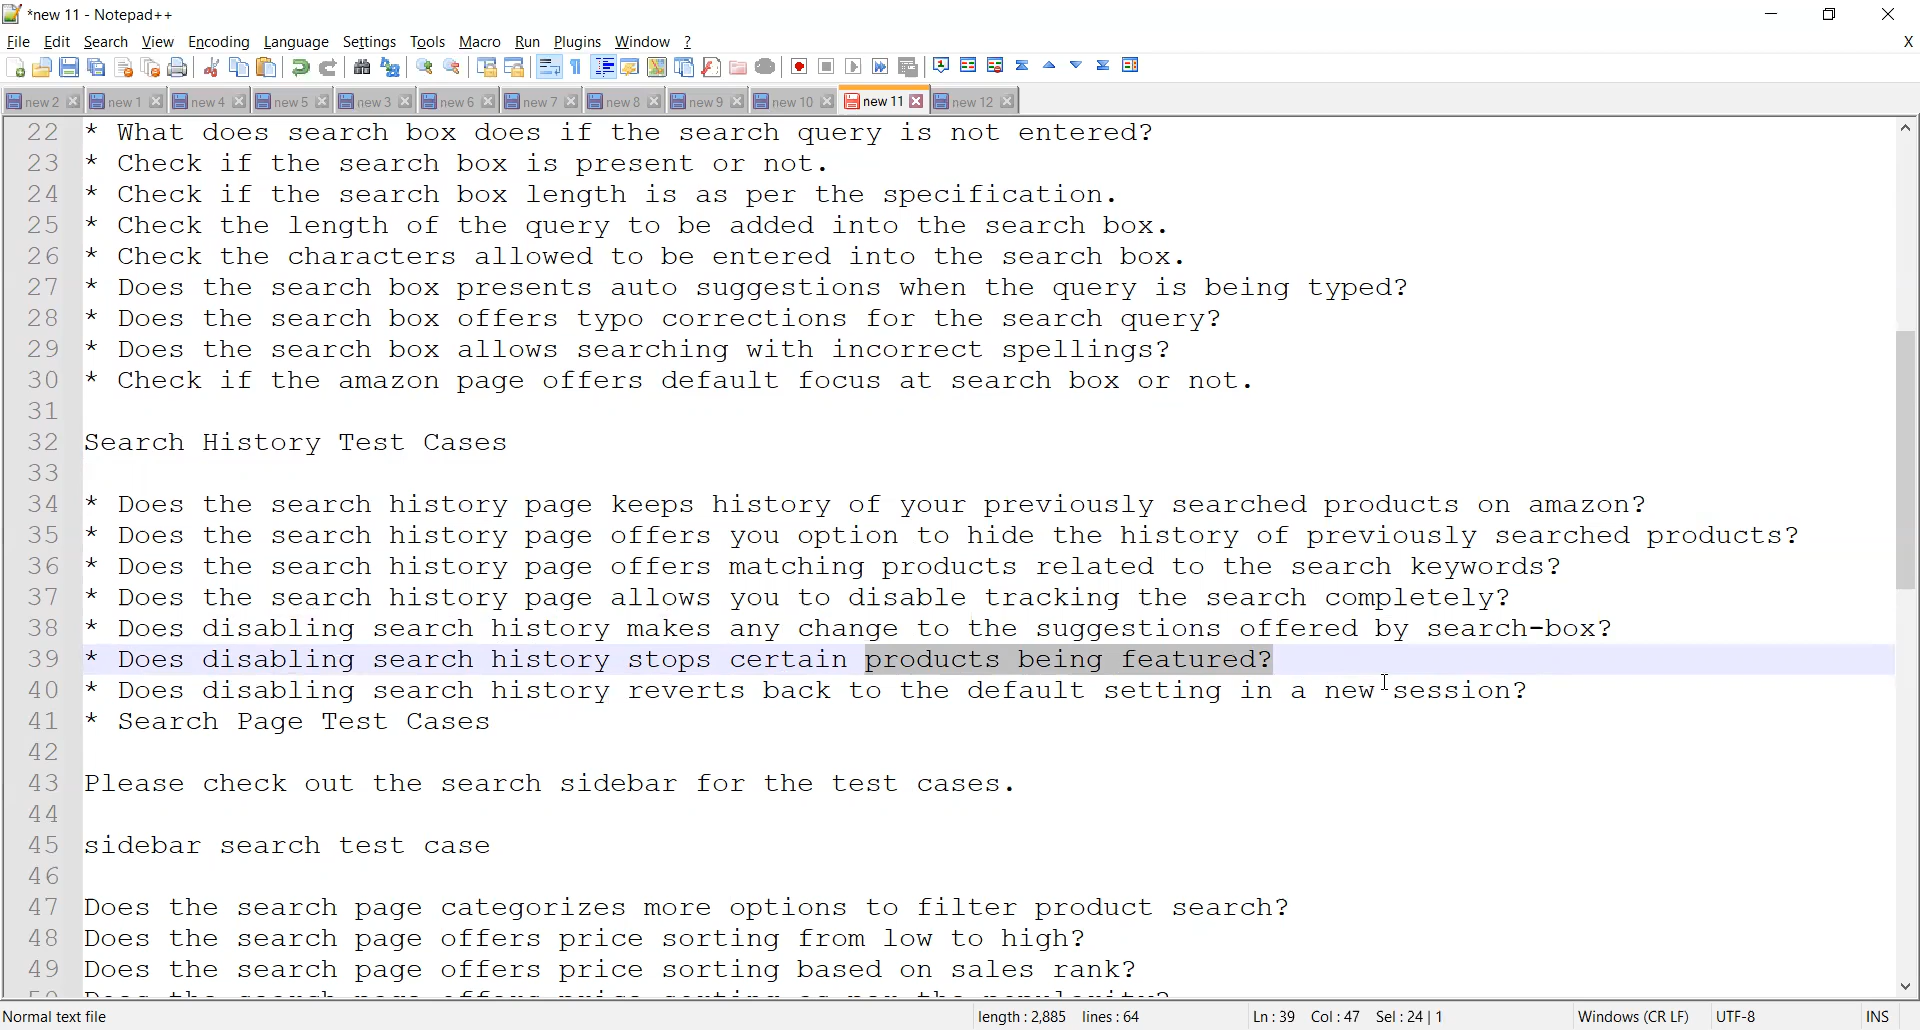 *new 11 - Notepad++
File Edit Search View Encoding Language Settings Tools Macro Run Plugins Window ? X
new 2 new 1 new 4 new 5 new 3 new 6 new 7 new 8 new 9 new 10 new 11 new 12
22 * What does search box does if the search query is not entered?
23 * Check if the search box is present or not.
24 * Check if the search box length is as per the specification.
25 * Check the length of the query to be added into the search box.
26 * Check the characters allowed to be entered into the search box.
27 * Does the search box presents auto suggestions when the query is being typed?
28 * Does the search box offers typo corrections for the search query?
29 * Does the search box allows searching with incorrect spellings?
30 * Check if the amazon page offers default focus at search box or not.
31
32 Search History Test Cases
33
34 * Does the search history page keeps history of your previously searched products on amazon?
35 * Does the search history page offers you option to hide the history of previously searched products?
36 * Does the search history page offers matching products related to the search keywords?
37 * Does the search history page allows you to disable tracking the search completely?
38 * Does disabling search history makes any change to the suggestions offered by search-box?
39 * Does disabling search history stops certain products being featured?
40 * Does disabling search history reverts back to the default setting in a new session?
41 * Search Page Test Cases
42
43 Please check out the search sidebar for the test cases.
44
45 sidebar search test case
46
47 Does the search page categorizes more options to filter product search?
48 Does the search page offers price sorting from low to high?
49 Does the search page offers price sorting based on sales rank?
Normal text file length : 2,885 lines : 64 Ln : 39 Col : 47 Sel : 24 | 1 Windows (CR LF) UTF-8 INS